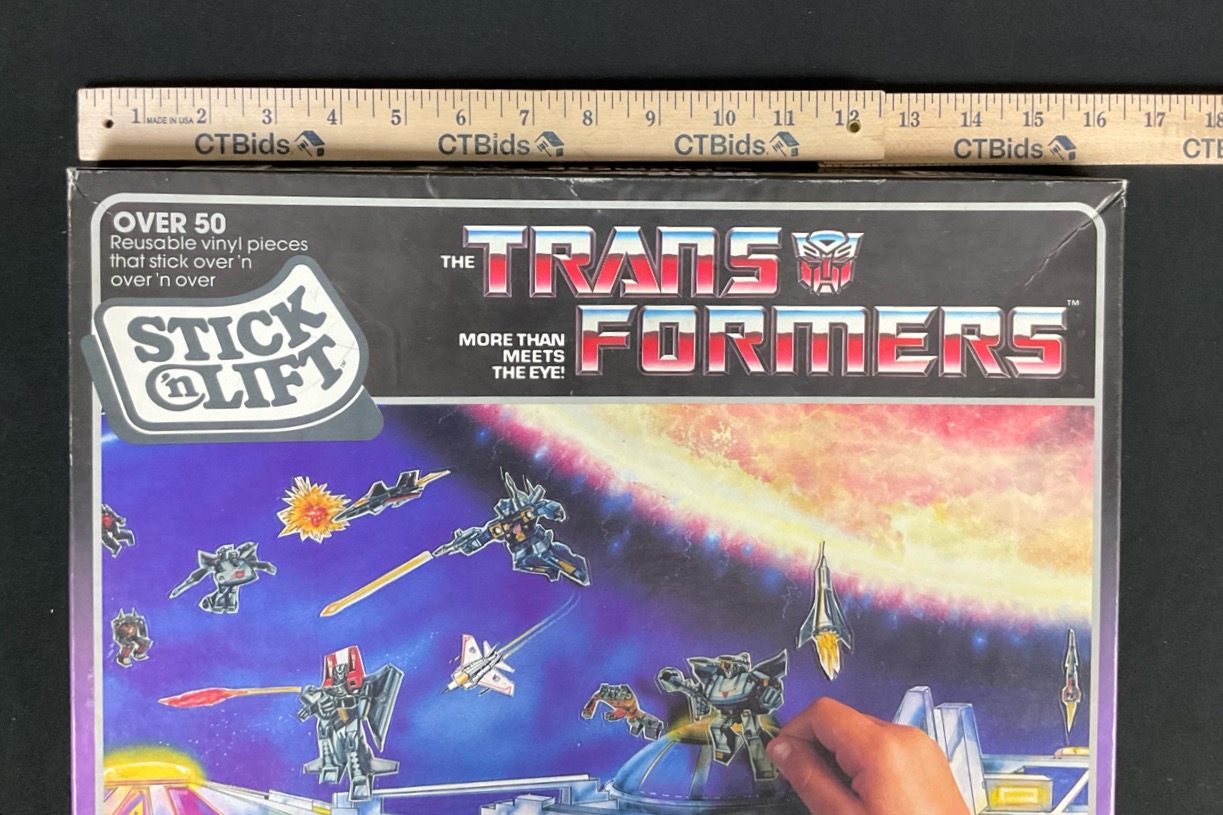 1 MADE IN USA 2 3 4 5 6 7 8 9 10 11 12 13 14 15 16 17 18
CTBids CTBids CTBids CTBids
OVER 50
Reusable vinyl pieces
that stick over 'n
over 'n over
STICK
'n LIFT™
THE TRANS
FORMERS™
MORE THAN
MEETS
THE EYE!